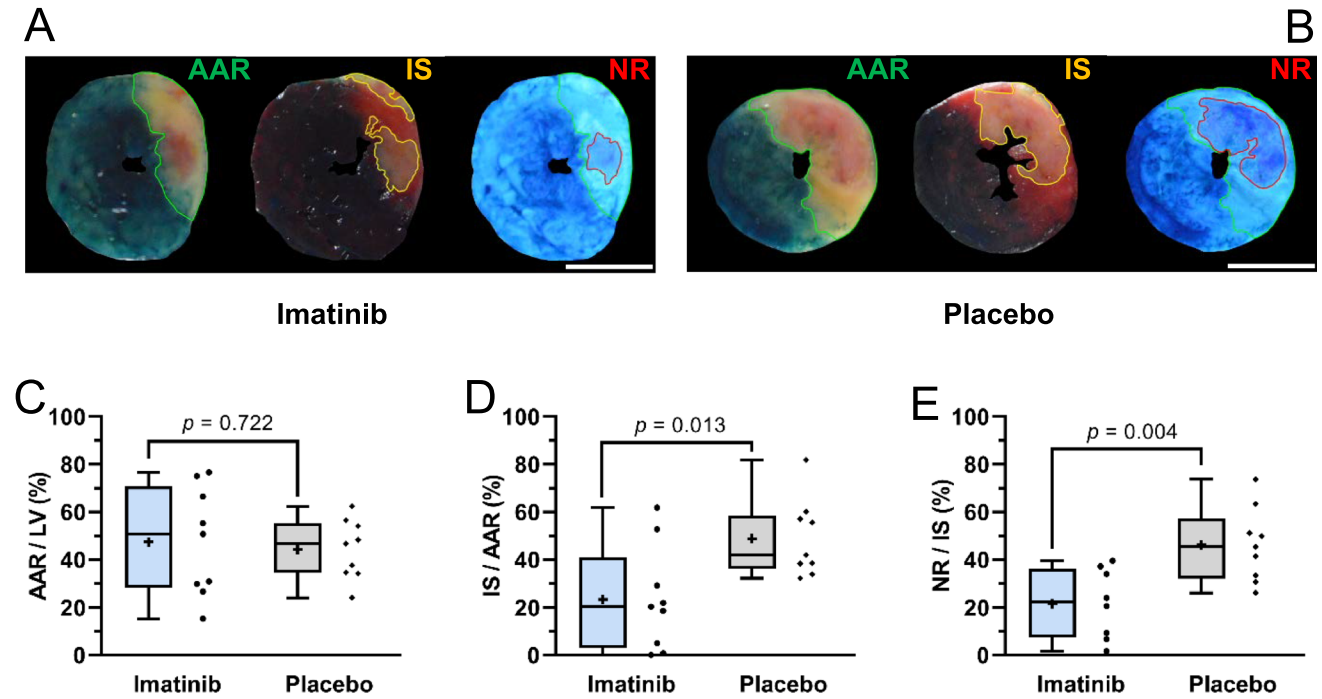 A
B
AAR IS NR
AAR IS NR
Imatinib
Placebo
C
p = 0.722
AAR / LV (%)
100
80
60
40
20
0
Imatinib Placebo
D
p = 0.013
IS / AAR (%)
100
80
60
40
20
0
Imatinib Placebo
E
p = 0.004
NR / IS (%)
100
80
60
40
20
0
Imatinib Placebo